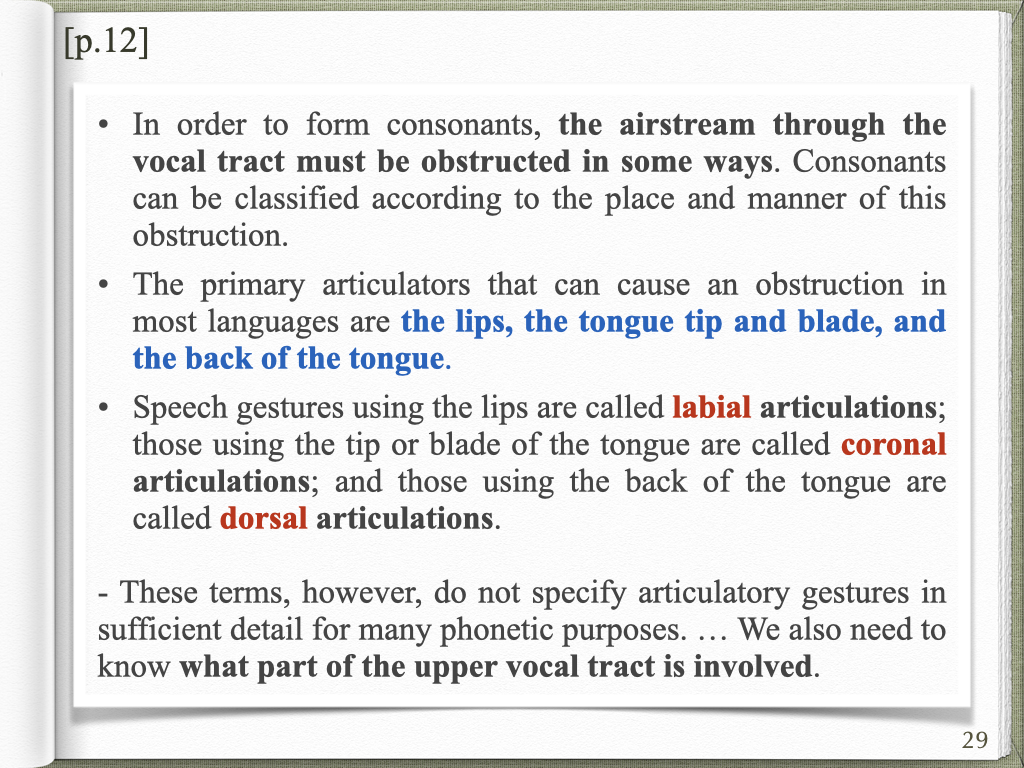 [p.12]
• In order to form consonants, the airstream through the
vocal tract must be obstructed in some ways. Consonants
can be classified according to the place and manner of this
obstruction.
• The primary articulators that can cause an obstruction in
most languages are the lips, the tongue tip and blade, and
the back of the tongue.
• Speech gestures using the lips are called labial articulations;
those using the tip or blade of the tongue are called coronal
articulations; and those using the back of the tongue are
called dorsal articulations.
- These terms, however, do not specify articulatory gestures in
sufficient detail for many phonetic purposes. … We also need to
know what part of the upper vocal tract is involved.
29